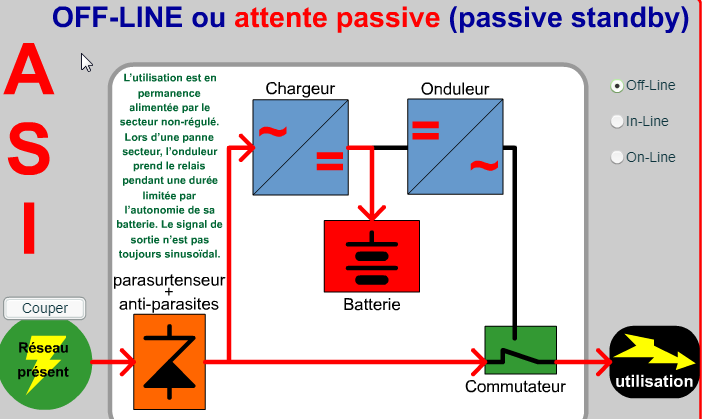 OFF-LINE ou attente passive (passive standby)
A
S
I
L'utilisation est en
permanence
alimentée par le
secteur non-régulé.
Lors d'une panne
secteur, l'onduleur
prend le relais
pendant une durée
limitée par
l'autonomie de sa
batterie. Le signal de
sortie n'est pas
toujours sinusoïdal.
Chargeur
Onduleur
~
=
=
~
Off-Line
In-Line
On-Line
Batterie
parasurtenseur
+
anti-parasites
Couper
Réseau
présent
Commutateur
utilisation